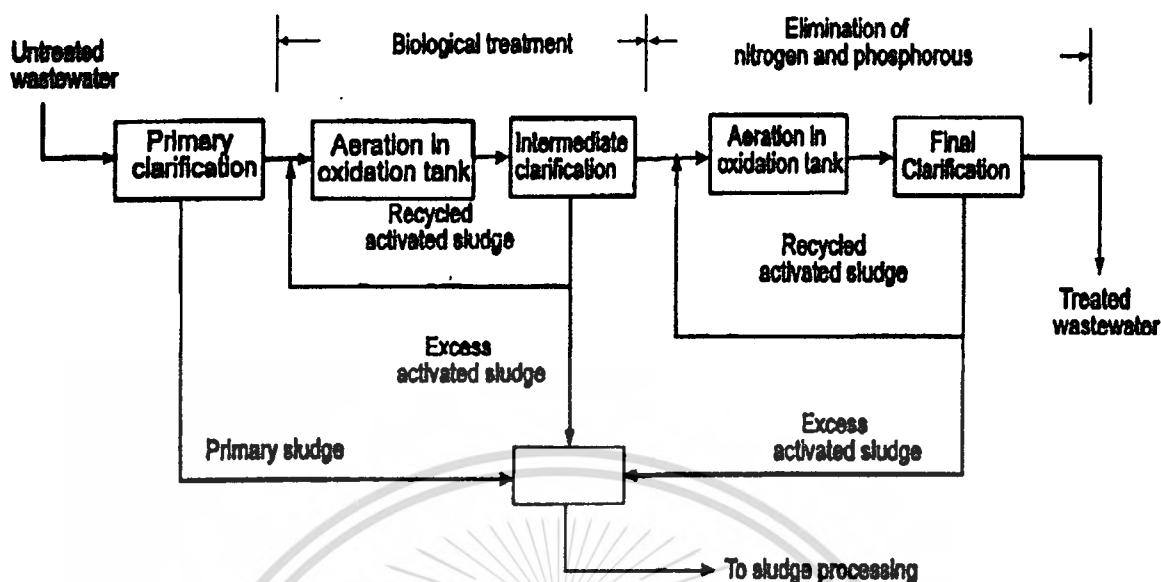 Biological treatment
Elimination of
nitrogen and phosphorous
Untreated
wastewater
Primary
clarification
Aeration in
oxidation tank
Intermediate
clarification
Aeration in
oxidation tank
Final
Clarification
Recycled
activated sludge
Recycled
activated sludge
Treated
wastewater
Excess
activated sludge
Primary sludge
Excess
activated sludge
To sludge processing